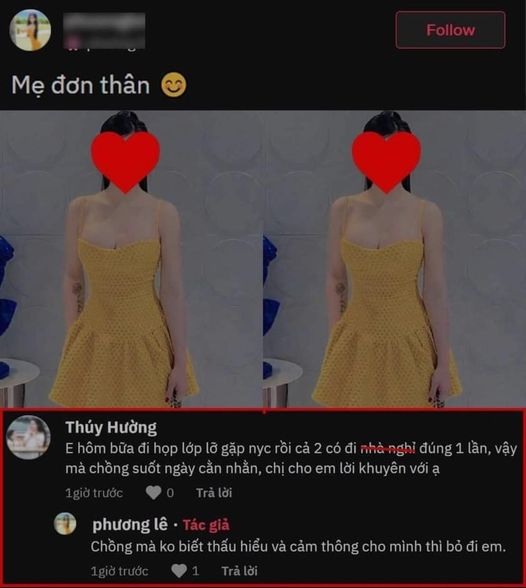 Follow
Mẹ đơn thân 😊
Thúy Hường
E hôm bữa đi họp lớp lỡ gặp nyc rồi cả 2 có đi nhà nghỉ đúng 1 lần, vậy
mà chồng suốt ngày cằn nhằn, chị cho em lời khuyên với ạ
1giờ trước 0 Trả lời
phương lê · Tác giả
Chồng mà ko biết thấu hiểu và cảm thông cho mình thì bỏ đi em.
1giờ trước 1 Trả lời